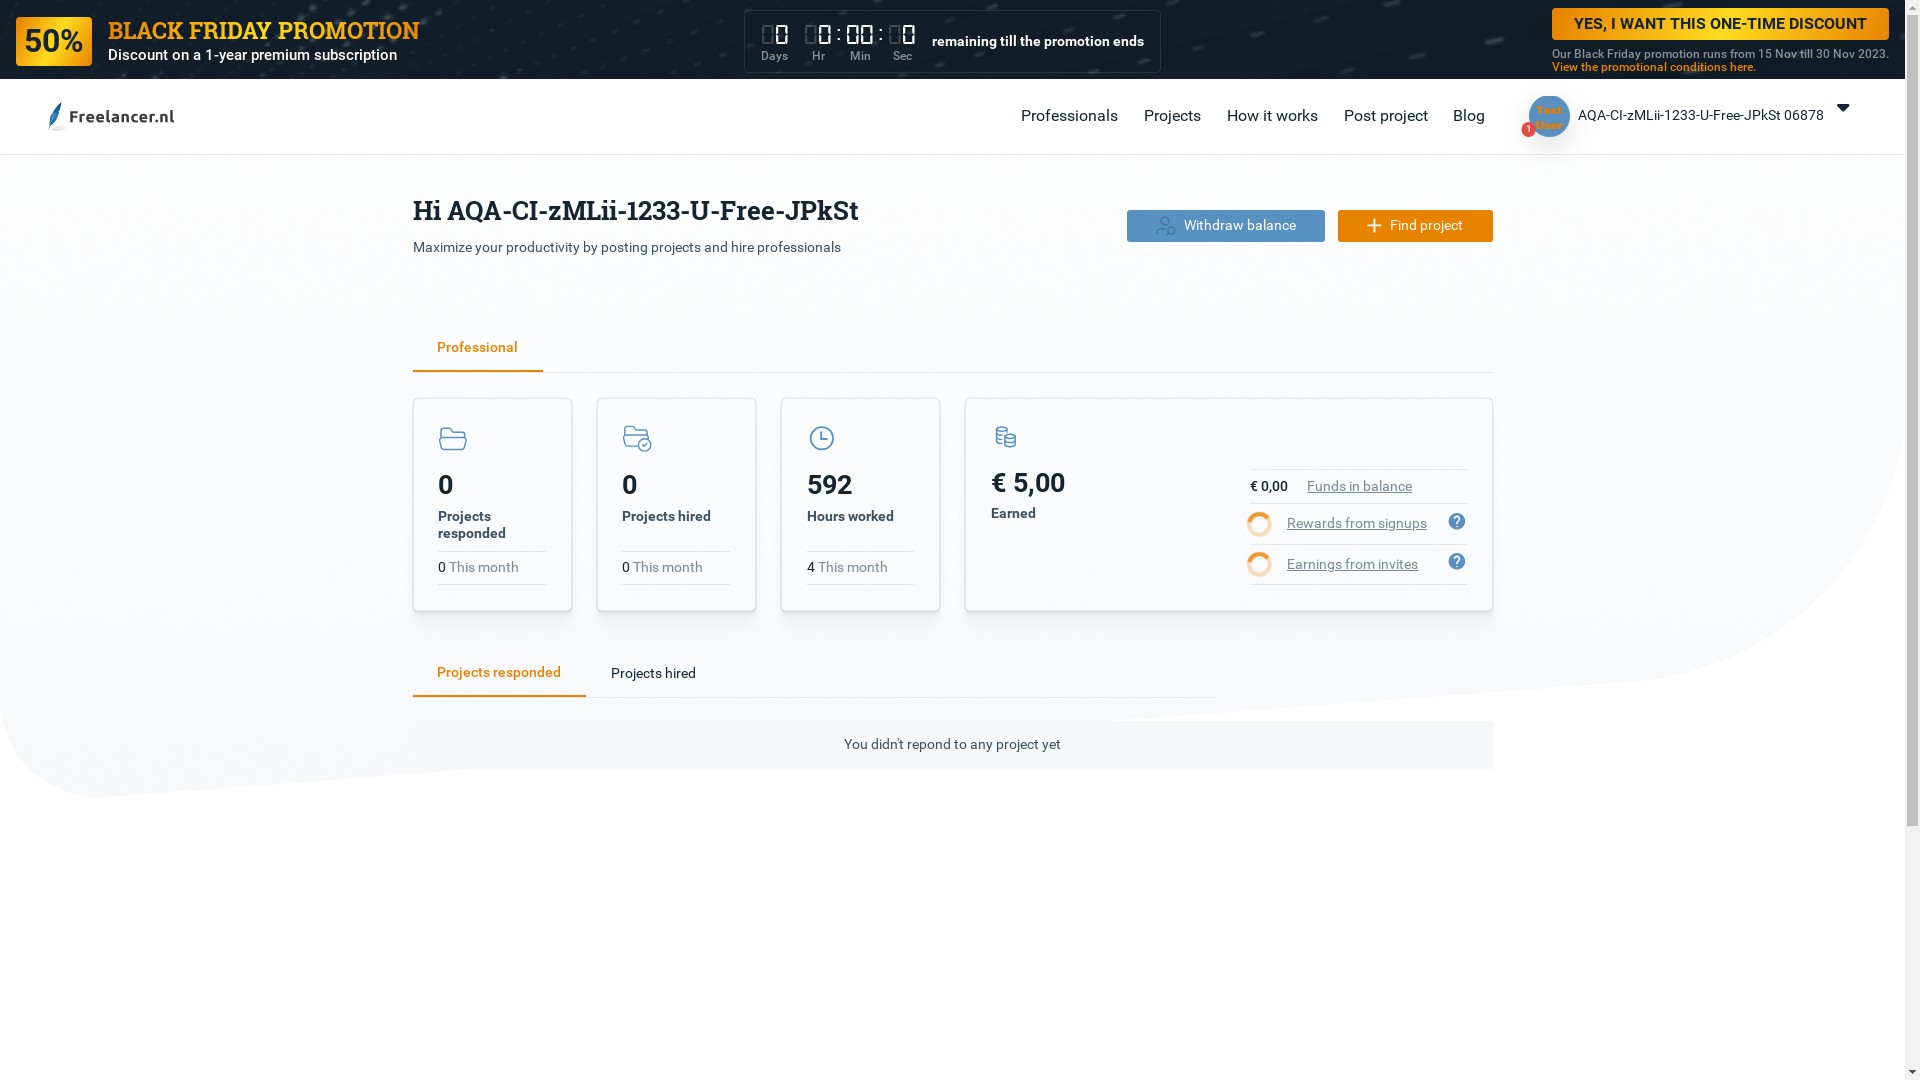 50%
BLACK FRIDAY PROMOTION
Discount on a 1-year premium subscription
0 0 : 00 : 0
Days Hr Min Sec
remaining till the promotion ends
YES, I WANT THIS ONE-TIME DISCOUNT
Our Black Friday promotion runs from 15 Nov till 30 Nov 2023.
View the promotional conditions here.
Freelancer.nl
Professionals
Projects
How it works
Post project
Blog
Test
User
1
AQA-CI-zMLii-1233-U-Free-JPkSt 06878
Hi AQA-CI-zMLii-1233-U-Free-JPkSt
Maximize your productivity by posting projects and hire professionals
Withdraw balance
Find project
Professional
0
Projects
responded
0 This month
0
Projects hired
0 This month
592
Hours worked
4 This month
€ 5,00
Earned
€ 0,00 Funds in balance
Rewards from signups ?
Earnings from invites ?
Projects responded
Projects hired
You didn't repond to any project yet